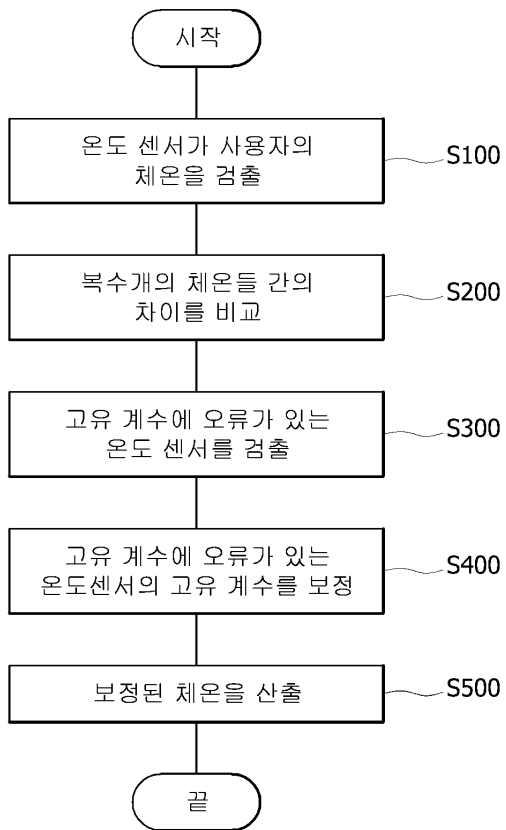 시작
온도 센서가 사용자의
체온을 검출
S100
복수개의 체온들 간의
차이를 비교
S200
고유 계수에 오류가 있는
온도 센서를 검출
S300
고유 계수에 오류가 있는
온도센서의 고유 계수를 보정
S400
보정된 체온을 산출
S500
끝